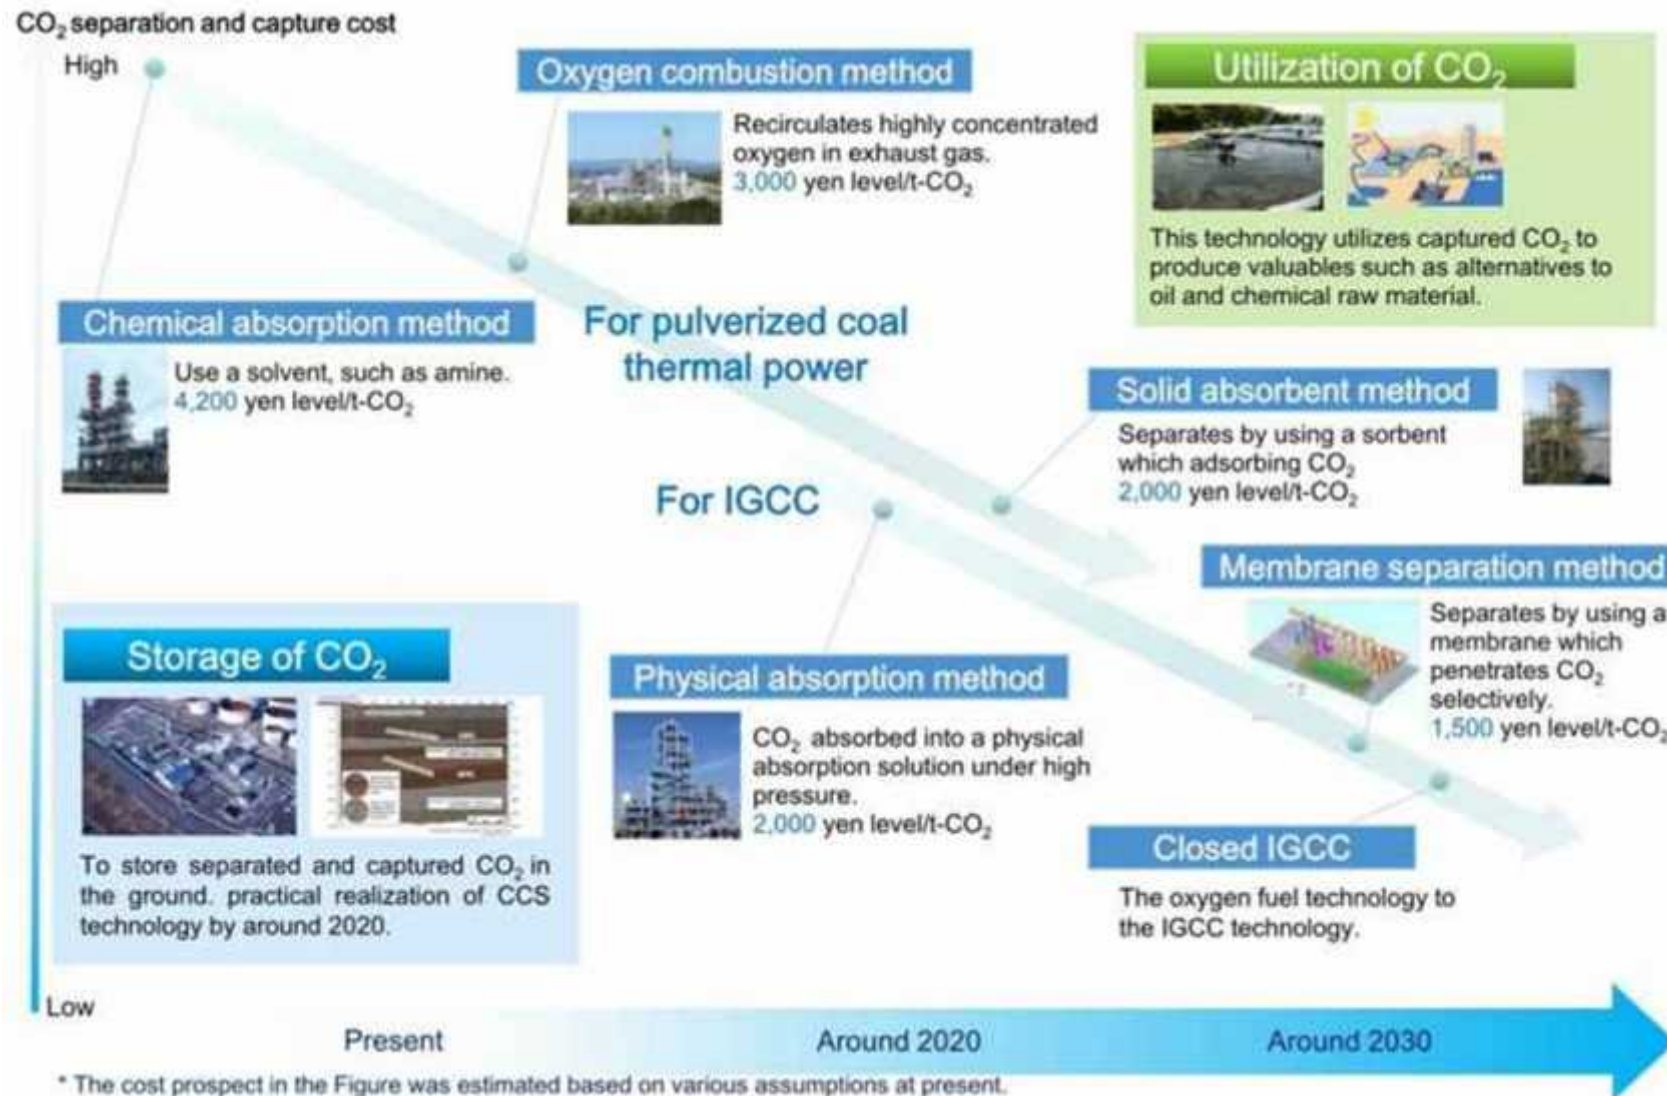 CO₂ separation and capture cost
High
Oxygen combustion method
Recirculates highly concentrated
oxygen in exhaust gas.
3,000 yen level/t-CO₂
Utilization of CO₂
This technology utilizes captured CO₂ to
produce valuables such as alternatives to
oil and chemical raw material.
Chemical absorption method
Use a solvent, such as amine.
4,200 yen level/t-CO₂
For pulverized coal
thermal power
Solid absorbent method
Separates by using a sorbent
which adsorbing CO₂
2,000 yen level/t-CO₂
For IGCC
Membrane separation method
Separates by using a
membrane which
penetrates CO₂
selectively.
1,500 yen level/t-CO₂
Storage of CO₂
To store separated and captured CO₂ in
the ground. practical realization of CCS
technology by around 2020.
Physical absorption method
CO₂ absorbed into a physical
absorption solution under high
pressure.
2,000 yen level/t-CO₂
Closed IGCC
The oxygen fuel technology to
the IGCC technology.
Low
Present
Around 2020
Around 2030
* The cost prospect in the Figure was estimated based on various assumptions at present.